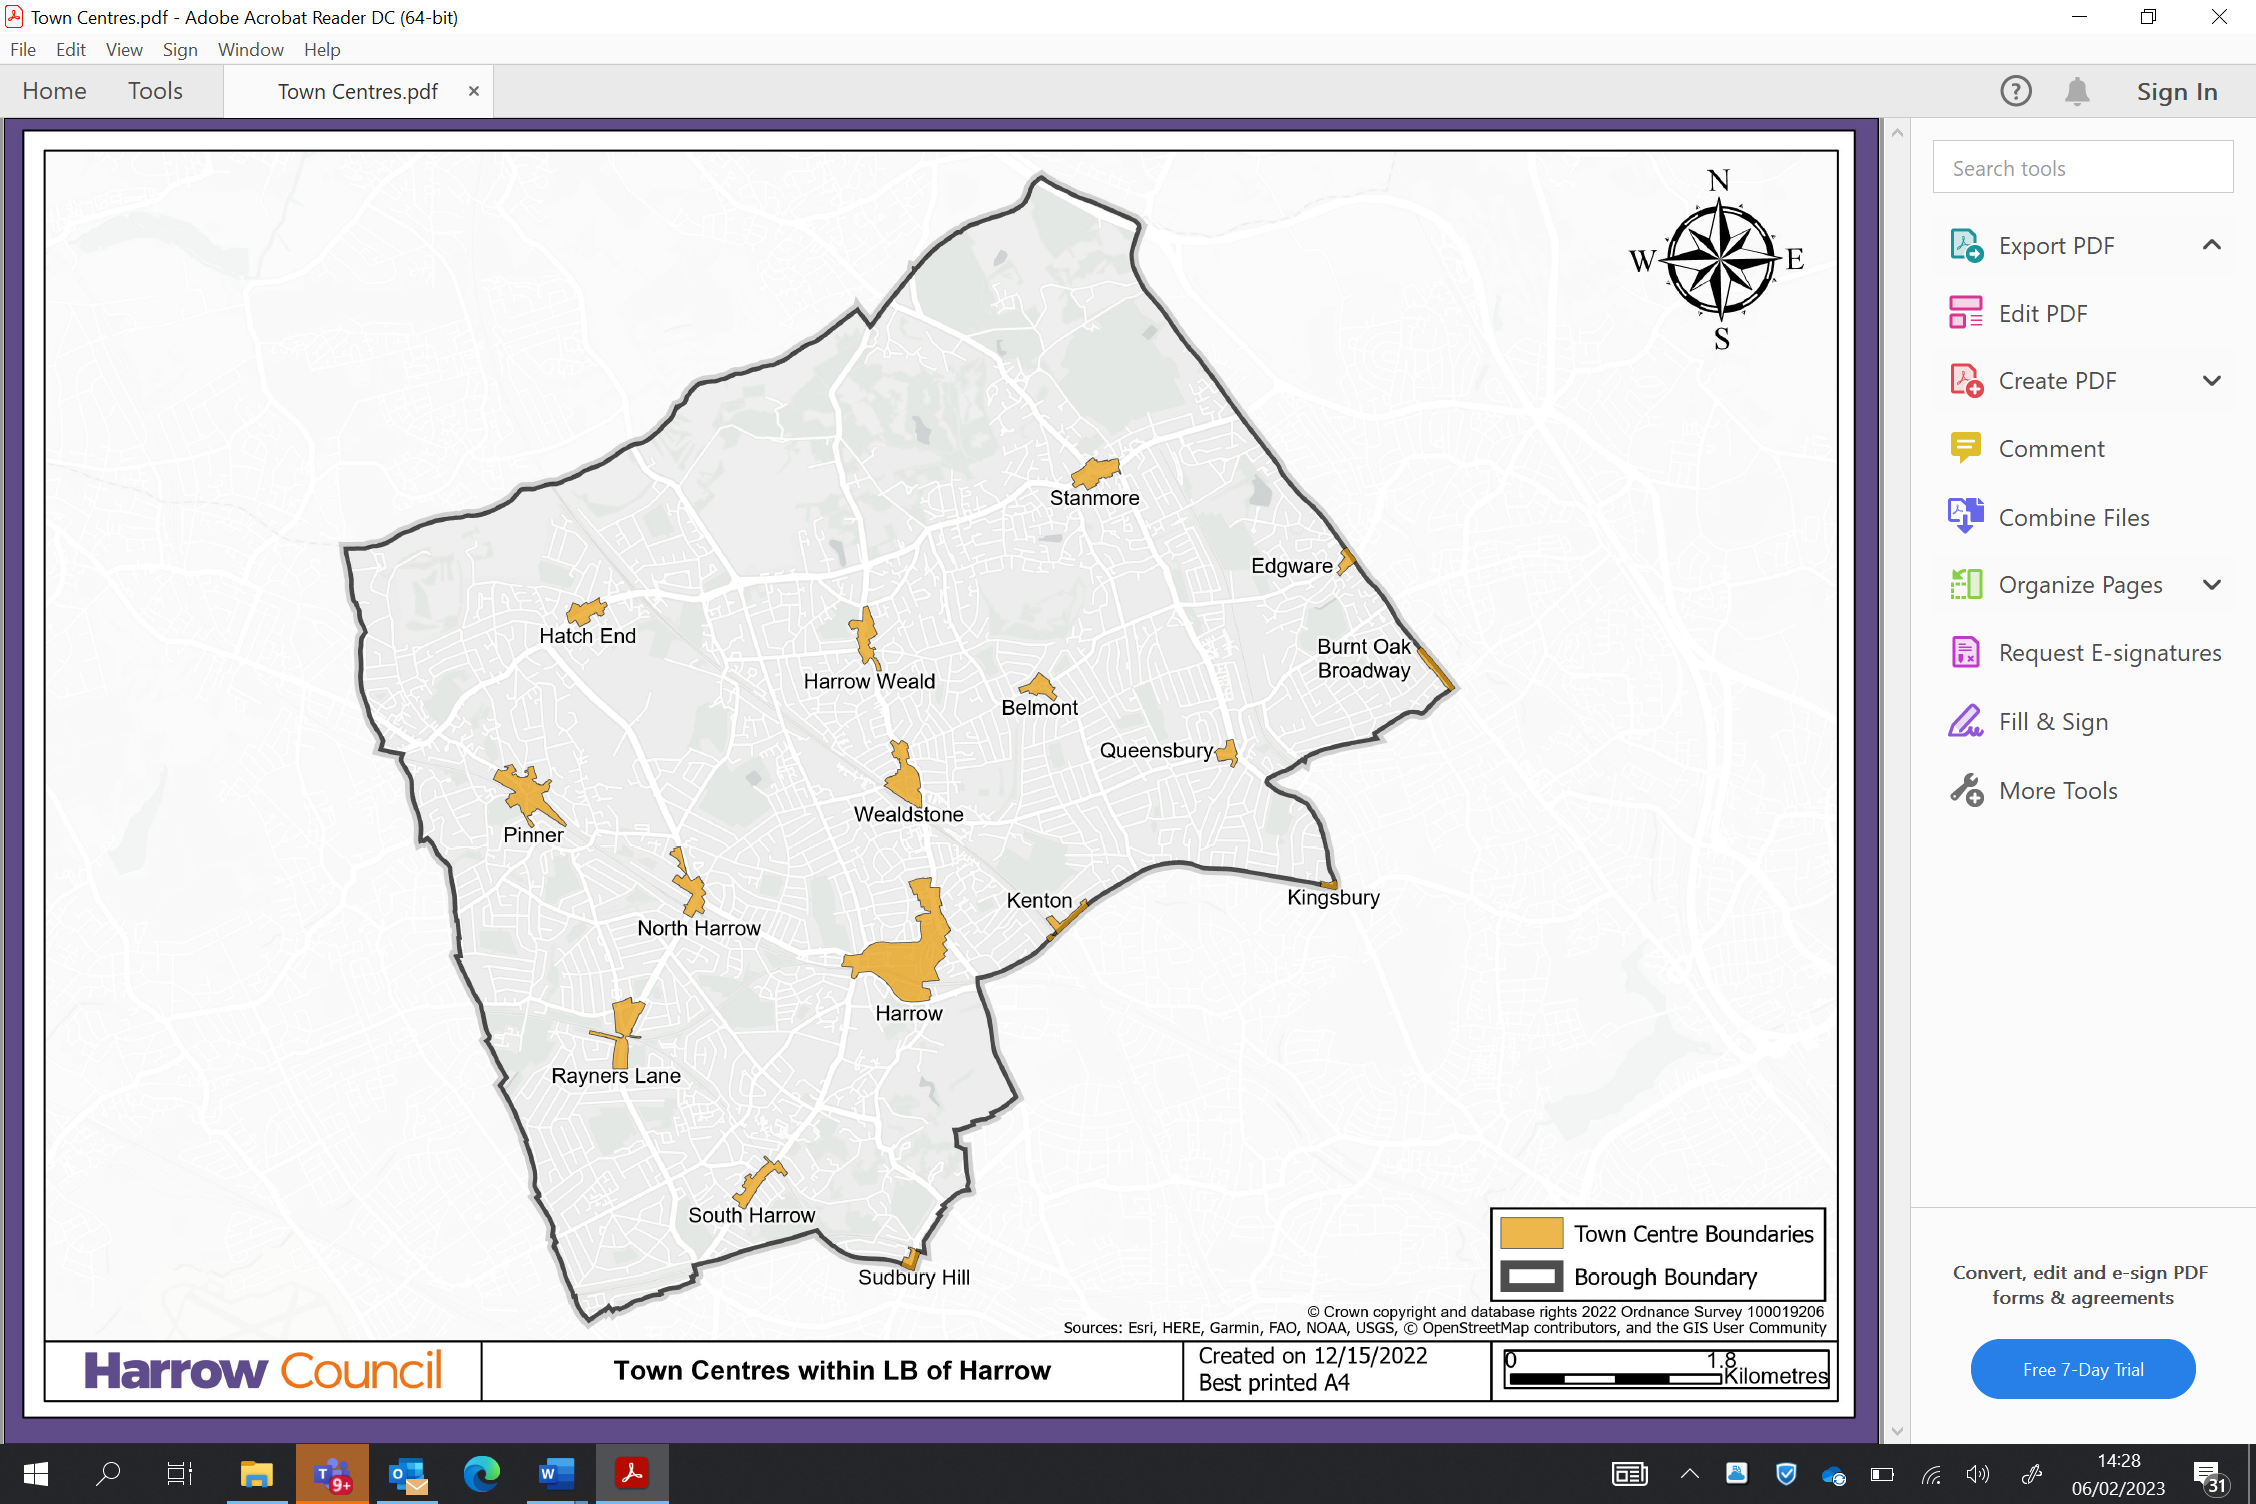 Town Centres.pdf - Adobe Acrobat Reader DC (64-bit)
File Edit View Sign Window Help
Home Tools Town Centres.pdf × Sign In
N
W E
S
Stanmore
Edgware
Hatch End
Burnt Oak
Broadway
Harrow Weald
Belmont
Queensbury
Wealdstone
Pinner
Kenton
Kingsbury
North Harrow
Harrow
Rayners Lane
South Harrow
Sudbury Hill
Town Centre Boundaries
Borough Boundary
© Crown copyright and database rights 2022 Ordnance Survey 100019206
Sources: Esri, HERE, Garmin, FAO, NOAA, USGS, © OpenStreetMap contributors, and the GIS User Community
Harrow Council
Town Centres within LB of Harrow
Created on 12/15/2022
Best printed A4
0 1.8
Kilometres
Search tools
Export PDF
Edit PDF
Create PDF
Comment
Combine Files
Organize Pages
Request E-signatures
Fill & Sign
More Tools
Convert, edit and e-sign PDF
forms & agreements
Free 7-Day Trial
T 9+
O
W
14:28
06/02/2023
31